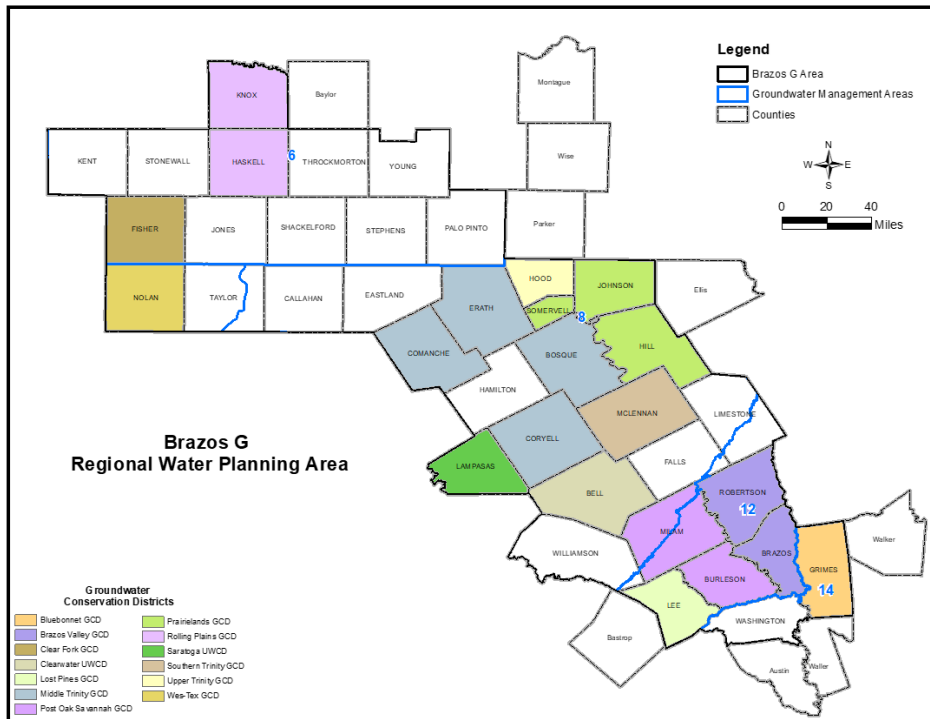 Legend
Brazos G Area
Groundwater Management Areas
Counties
N
W E
S
0 20 40
Miles
Montague
KNOX
Baylor
Wise
KENT
STONEWALL
HASKELL
6
THROCKMORTON
YOUNG
FISHER
JONES
SHACKELFORD
STEPHENS
PALO PINTO
Parker
NOLAN
TAYLOR
CALLAHAN
EASTLAND
ERATH
HOOD
JOHNSON
Ellis
SOMERVELL
8
COMANCHE
BOSQUE
HILL
HAMILTON
MCLENNAN
LIMESTONE
Brazos G
Regional Water Planning Area
CORYELL
LAMPASAS
FALLS
BELL
ROBERTSON
12
MILAM
WILLIAMSON
BRAZOS
Walker
GRIMES
14
BURLESON
LEE
WASHINGTON
Bastrop
Waller
Austin
Groundwater
Conservation Districts
Bluebonnet GCD
Brazos Valley GCD
Clear Fork GCD
Clearwater UWCD
Lost Pines GCD
Middle Trinity GCD
Post Oak Savannah GCD
Prairielands GCD
Rolling Plains GCD
Saratoga UWCD
Southern Trinity GCD
Upper Trinity GCD
Wes-Tex GCD